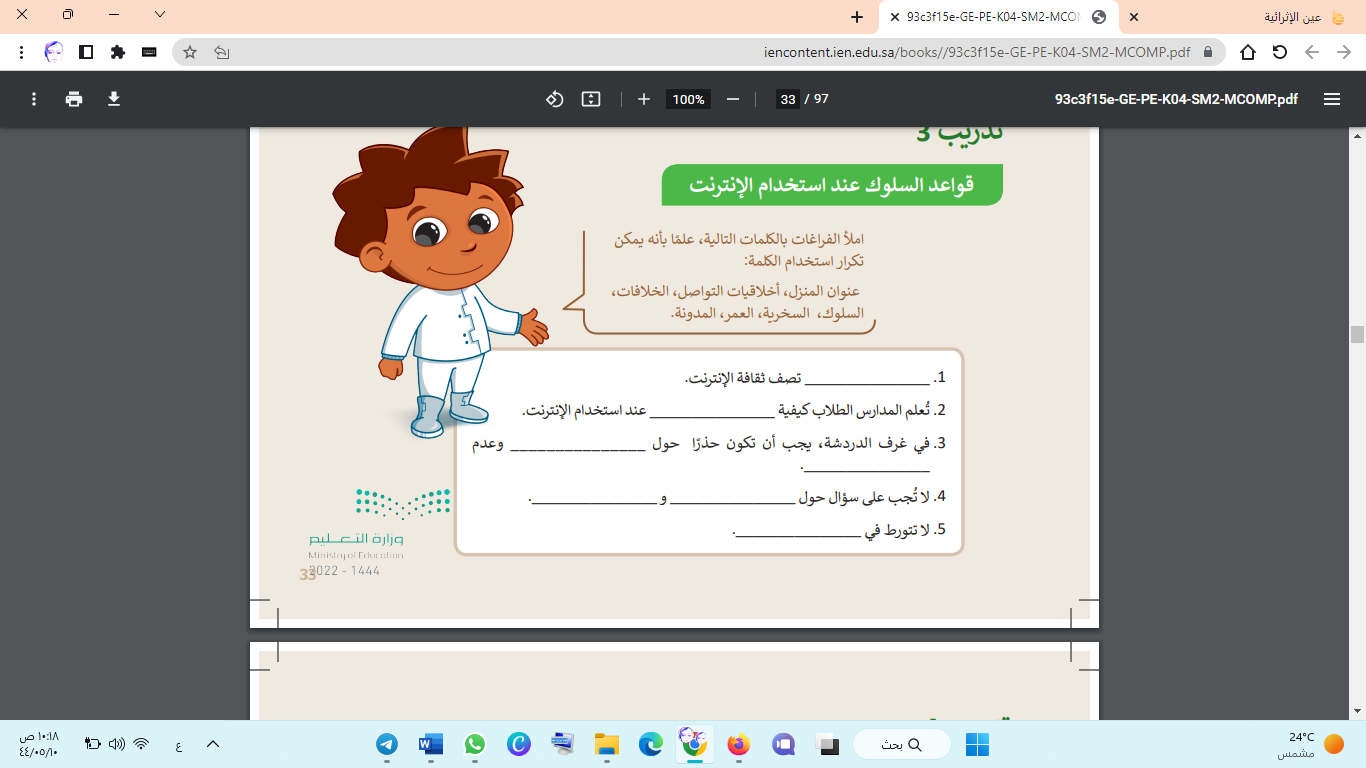 عين الإثرائية
93c3f15e-GE-PE-K04-SM2-MCOM
iencontent.ien.edu.sa/books//93c3f15e-GE-PE-K04-SM2-MCOMP.pdf
93c3f15e-GE-PE-K04-SM2-MCOMP.pdf
33 / 97
100%
تدريب 3
قواعد السلوك عند استخدام الإنترنت
املأ الفراغات بالكلمات التالية، علمًا بأنه يمكن
تكرار استخدام الكلمة:
عنوان المنزل، أخلاقيات التواصل، الخلافات،
السلوك، السخرية، العمر، المدونة.
1. ________________ تصف ثقافة الإنترنت.
2. تُعلم المدارس الطلاب كيفية ________________ عند استخدام الإنترنت.
3. في غرف الدردشة، يجب أن تكون حذرًا حول ________________ وعدم
________________.
4. لا تُجب على سؤال حول ________________ و ________________.
5. لا تتورط في ________________.
وزارة التعـــليم
Ministry of Education
2022 - 1444
33
24°C
مشمس
بحث
ع
١٠:١٨ ص
٤٤/٠٥/١٠